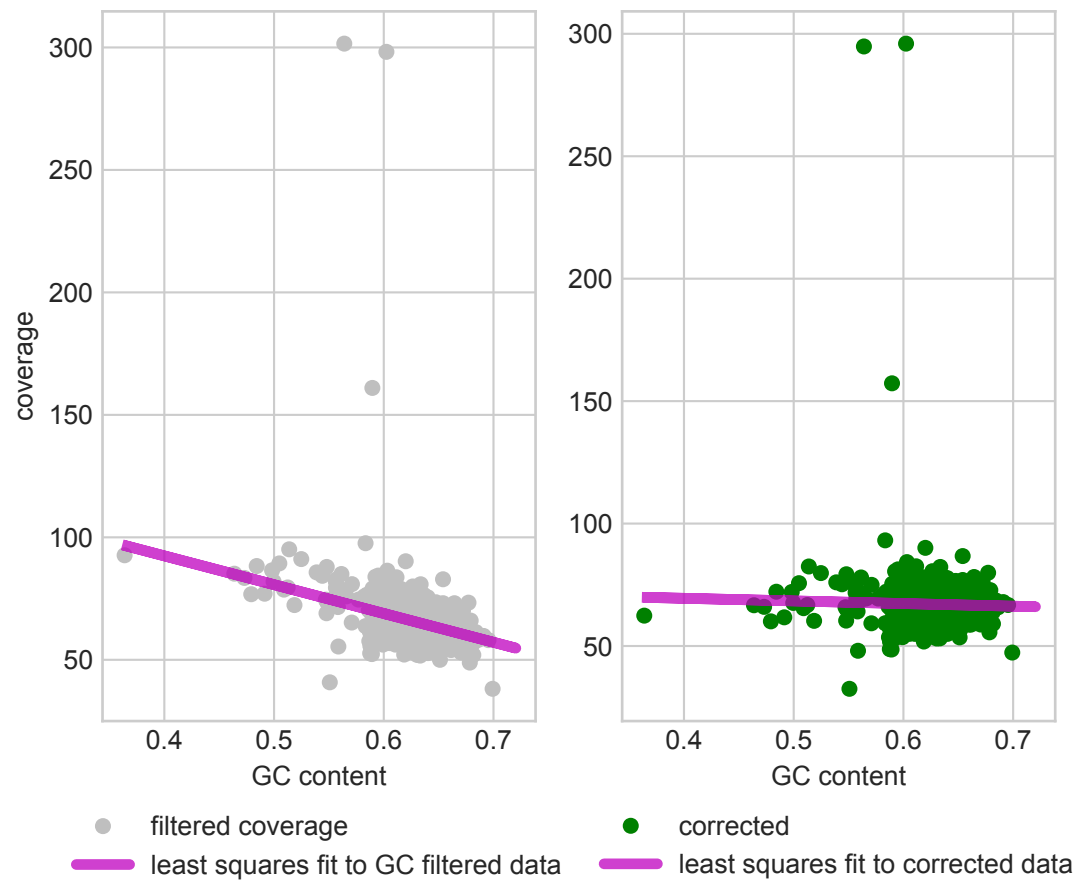 300
250
200
150
100
50
coverage
0.4 0.5 0.6 0.7
GC content
300
250
200
150
100
50
0.4 0.5 0.6 0.7
GC content
filtered coverage
least squares fit to GC filtered data
corrected
least squares fit to corrected data